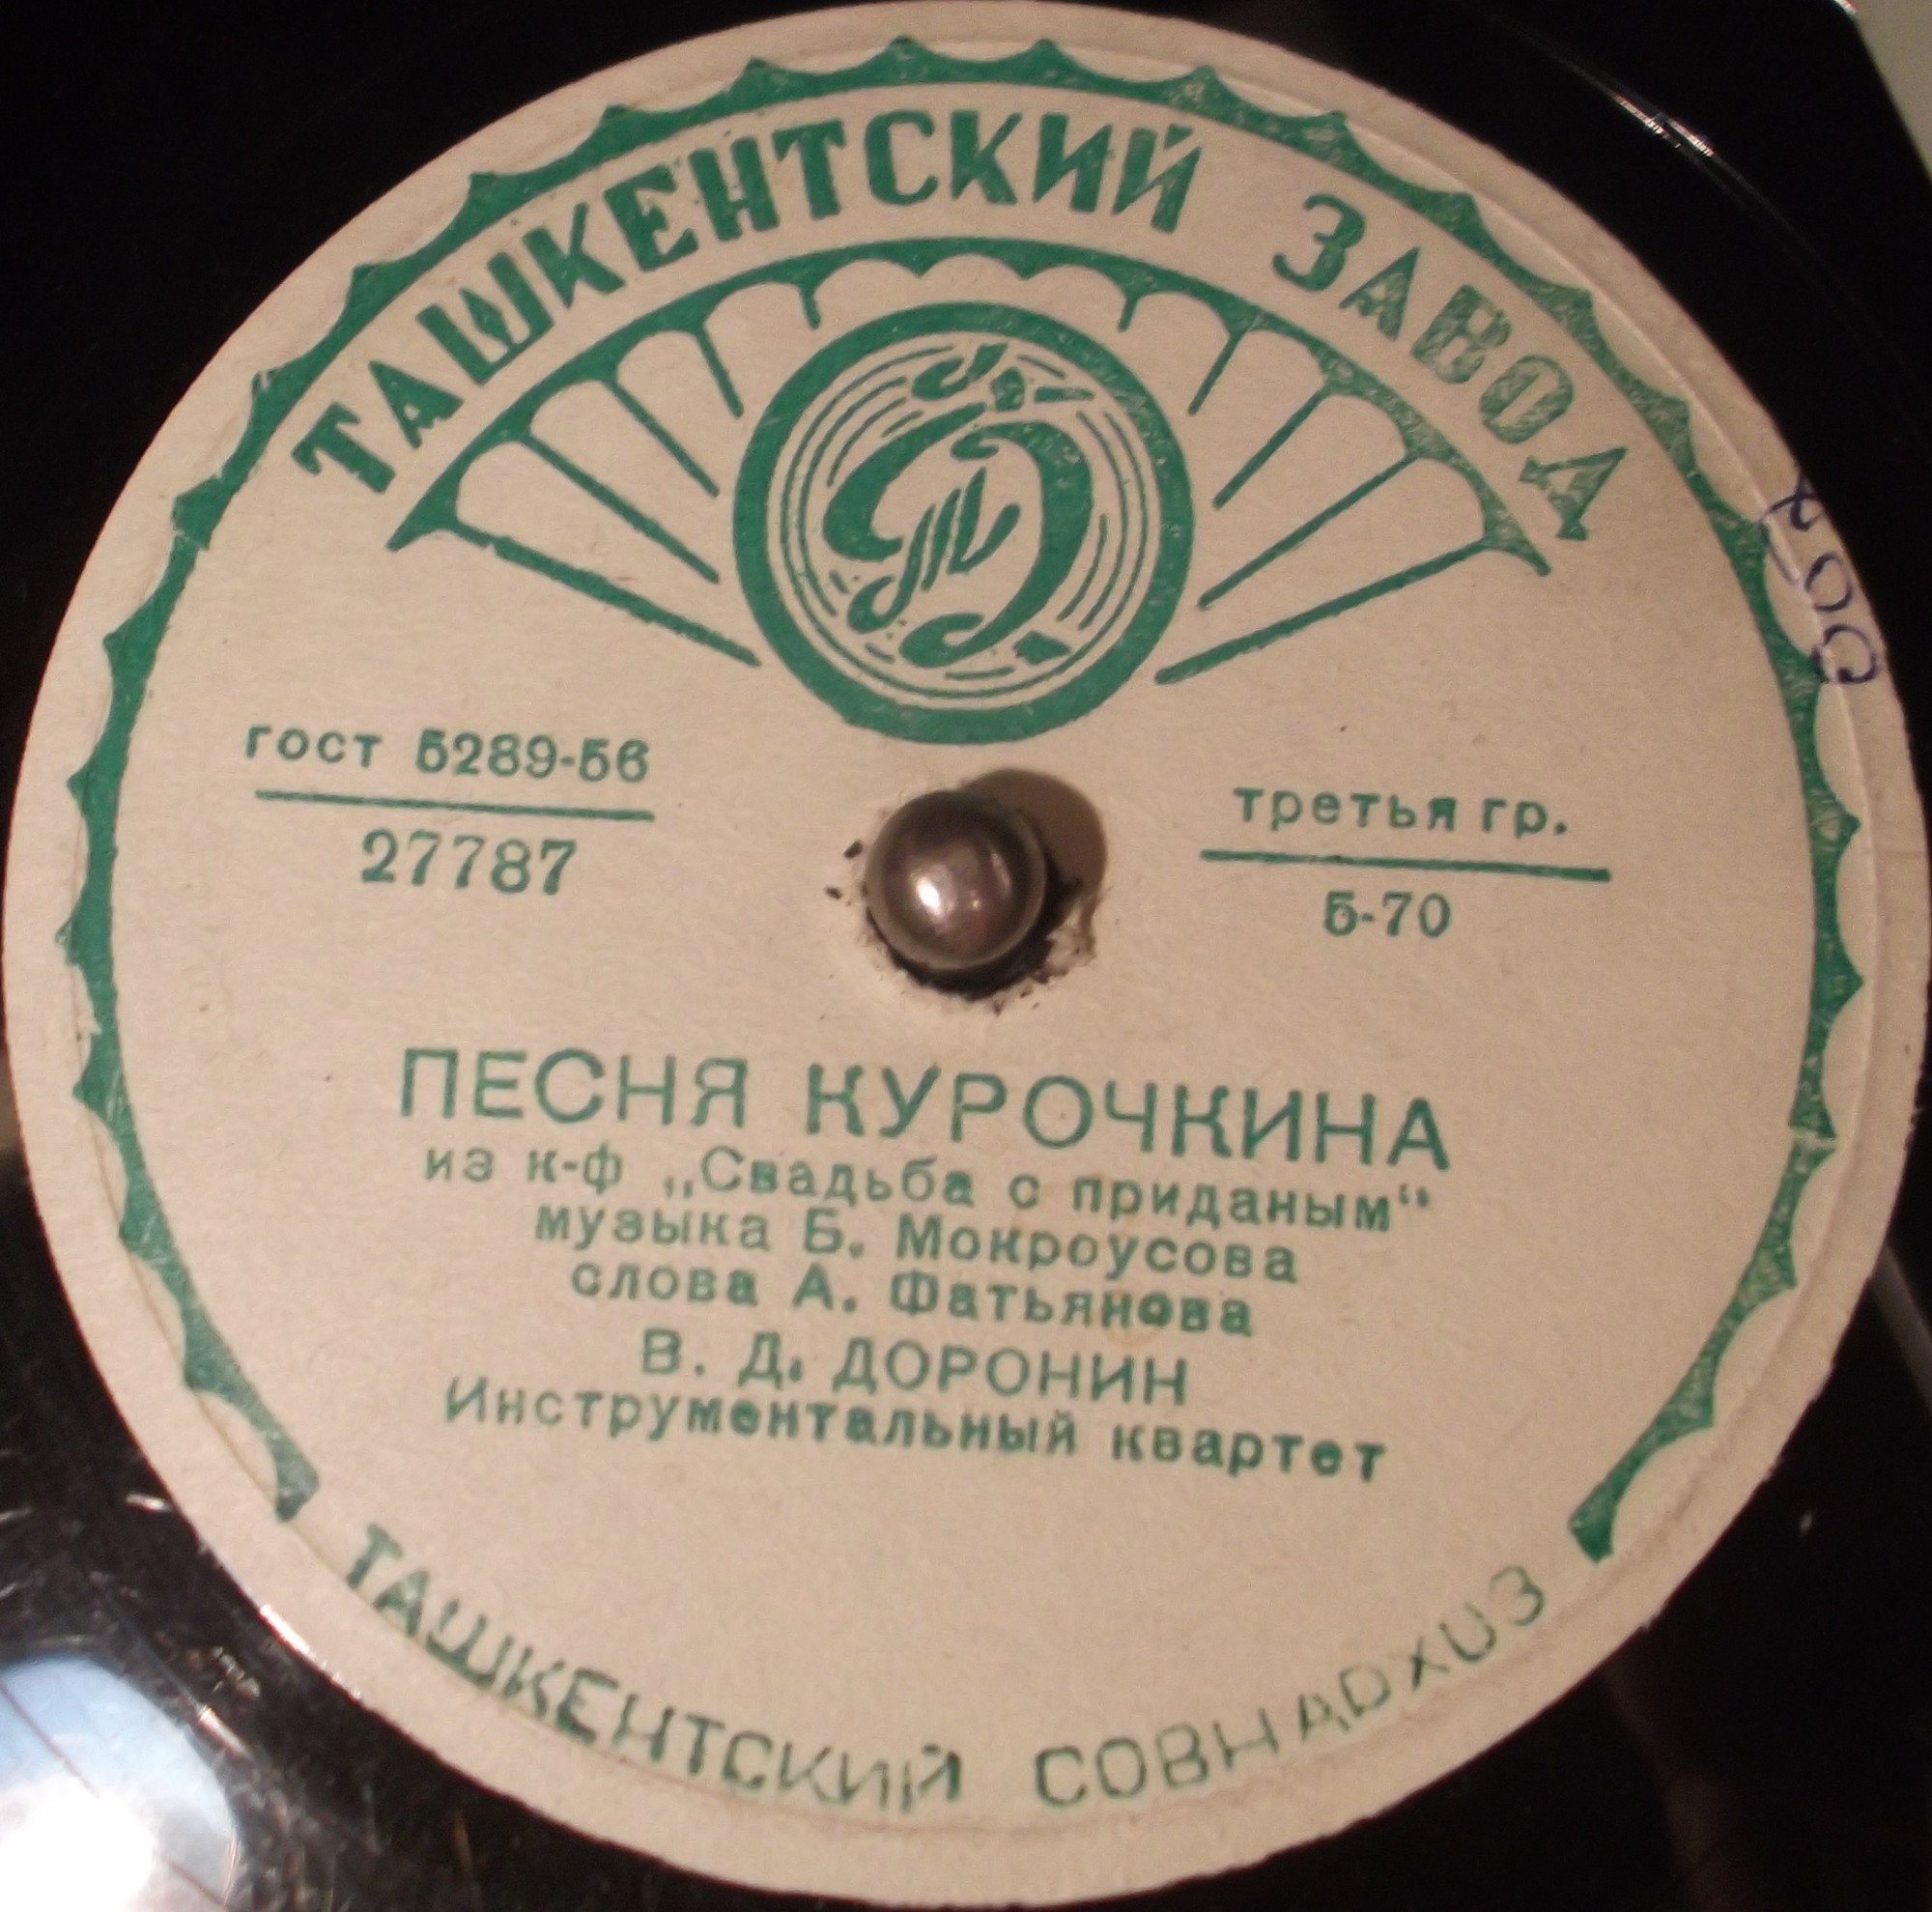 ТАШКЕНТСКИЙ ЗАВОД
гост 5289-56
27787
третья гр.
5-70
ПЕСНЯ КУРОЧКИНА
из к-ф „Свадьба с приданым“
музыка Б. Мокроусова
слова А. Фатьянова
В. Д. ДОРОНИН
Инструментальный квартет
ТАШКЕНТСКИЙ СОВНАРХИЗ